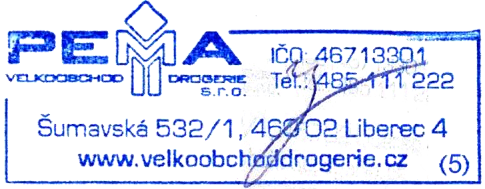 PEMA
VELKOOBCHOD DROGERIE s.r.o.
IČO: 46713301
Tel.: 485 111 222
Šumavská 532/1, 460 02 Liberec 4
www.velkoobchoddrogerie.cz (5)